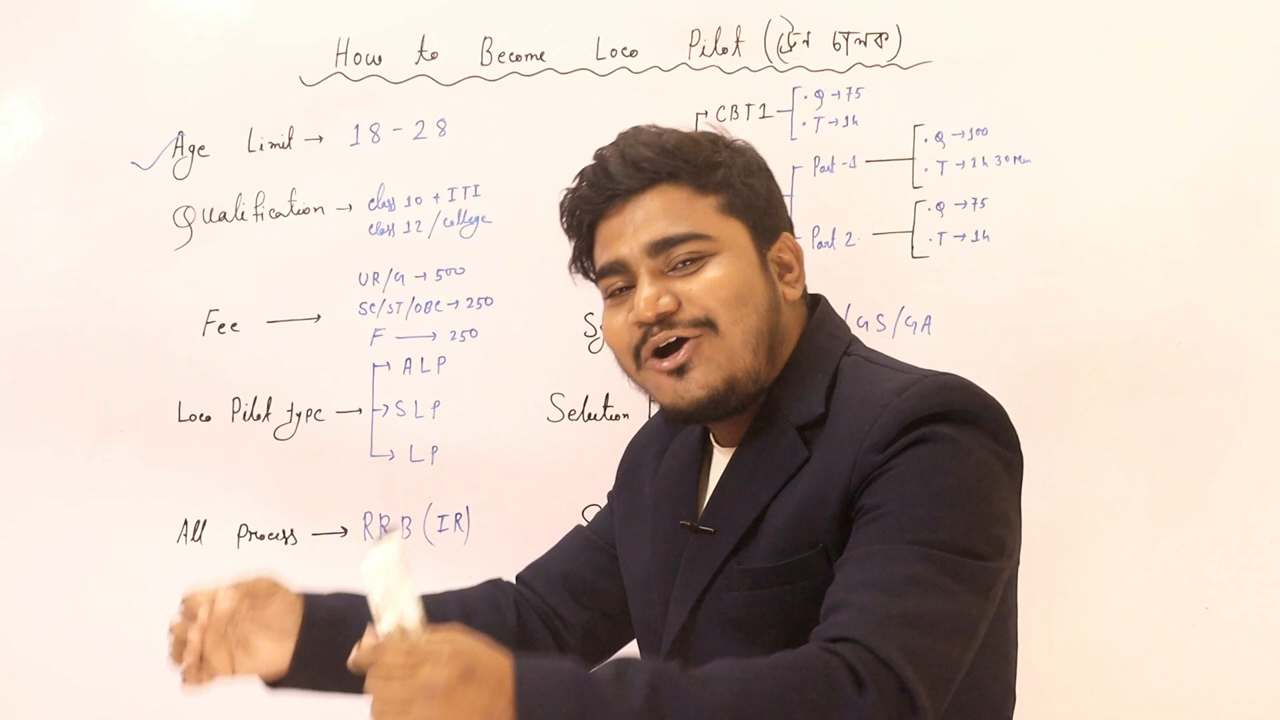 How to Become Loco Pilot (ট্রেন চালক)
Age Limit → 18 - 28
Qualification → class 10 + ITI
class 12 / college
Fee → UR/G → 500
SC/ST/OBC → 250
F → 250
Loco Pilot type → ALP
→ SLP
→ LP
All Process → RRB (IR)
CBT1
· Q → 75
· T → 1h
Part -1
· Q → 100
· T → 1h 30 Min
Part 2
· Q → 75
· T → 1h
/GS/GA
Selection